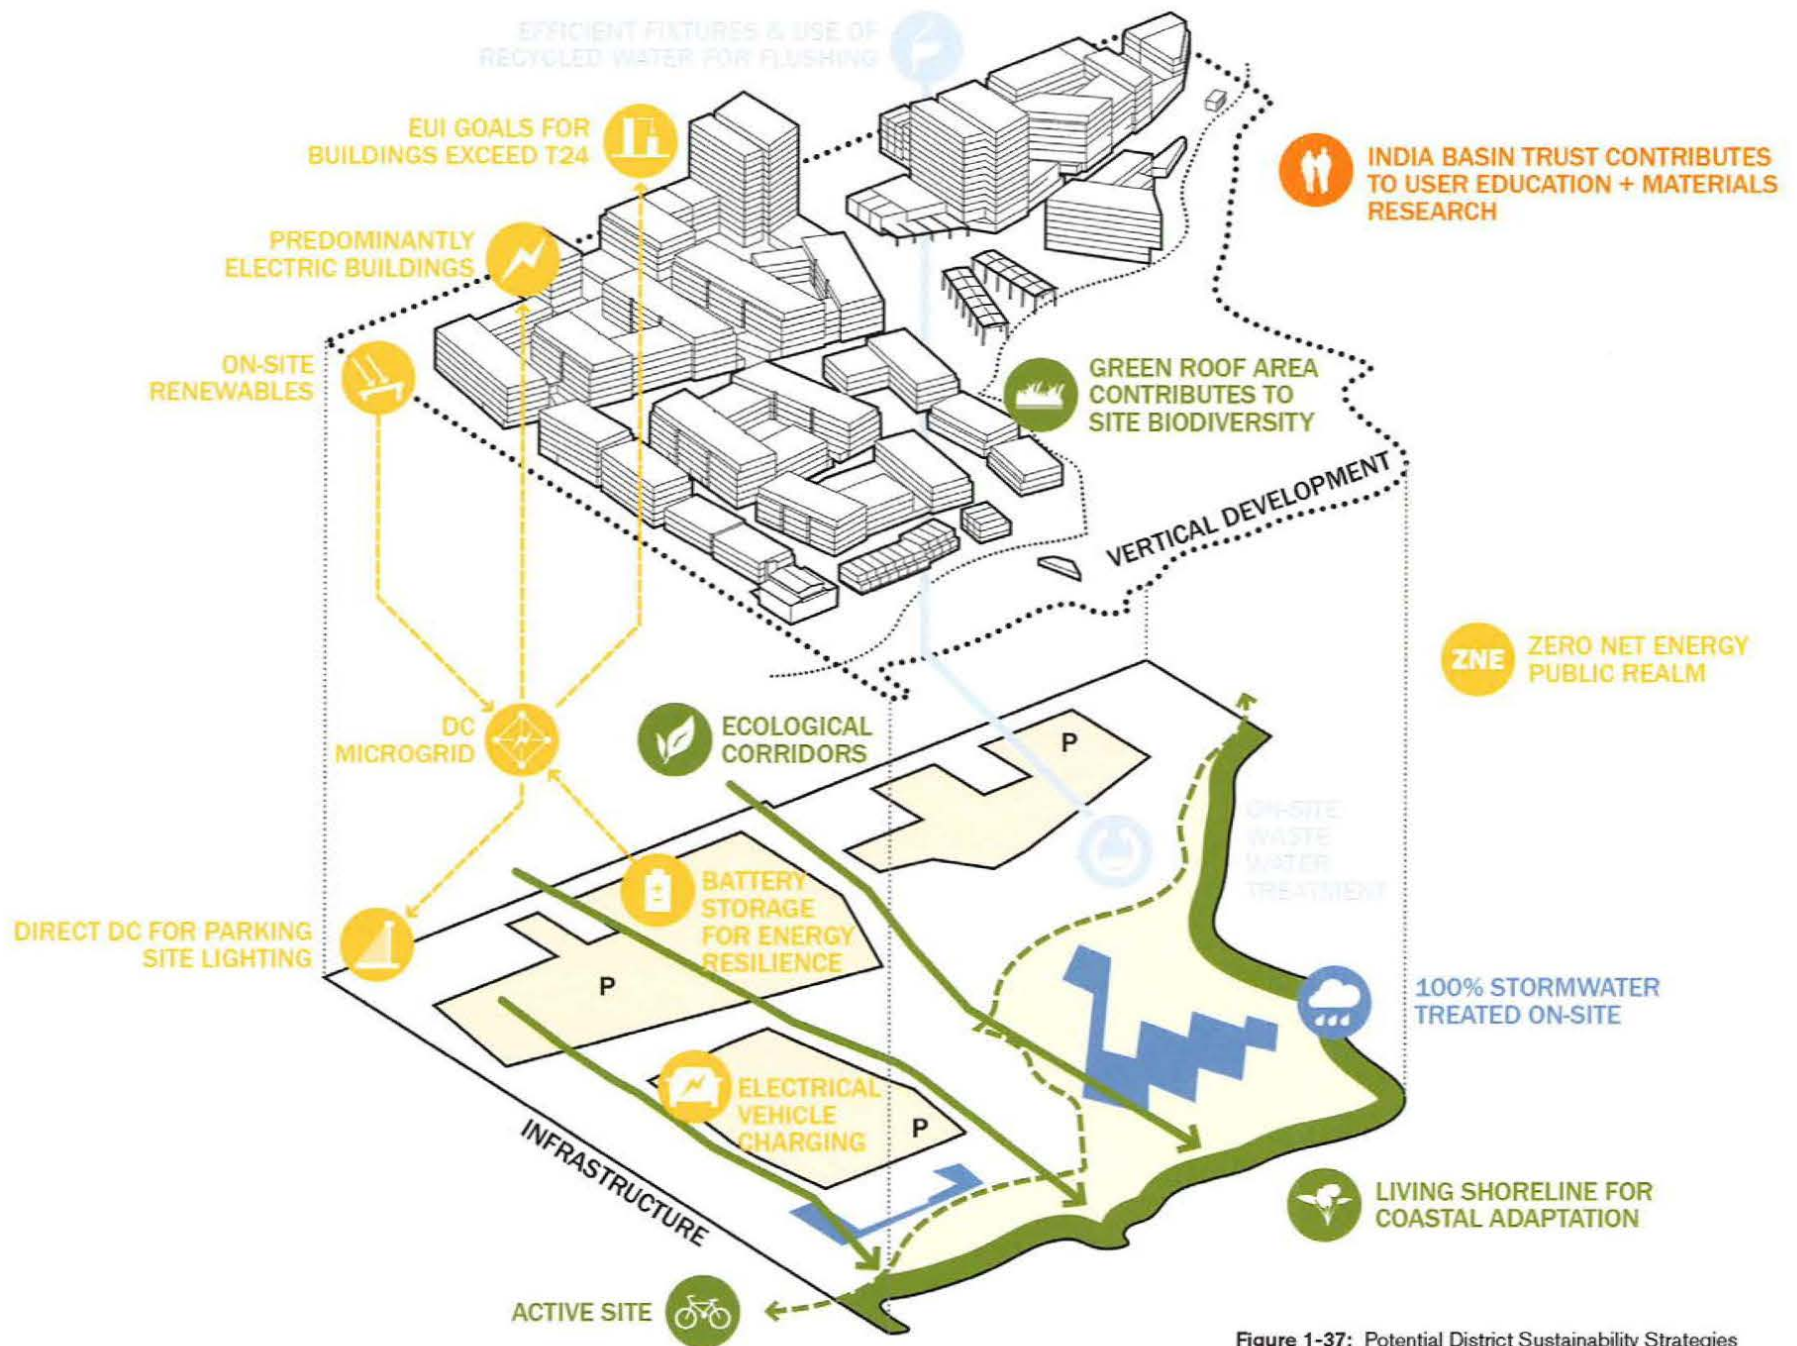 EFFICIENT FIXTURES & USE OF
RECYCLED WATER FOR FLUSHING
EUI GOALS FOR
BUILDINGS EXCEED T24
INDIA BASIN TRUST CONTRIBUTES
TO USER EDUCATION + MATERIALS
RESEARCH
PREDOMINANTLY
ELECTRIC BUILDINGS
ON-SITE
RENEWABLES
GREEN ROOF AREA
CONTRIBUTES TO
SITE BIODIVERSITY
VERTICAL DEVELOPMENT
ZNE
ZERO NET ENERGY
PUBLIC REALM
DC
MICROGRID
ECOLOGICAL
CORRIDORS
P
ON-SITE
WASTE
WATER
TREATMENT
BATTERY
STORAGE
FOR ENERGY
RESILIENCE
DIRECT DC FOR PARKING
SITE LIGHTING
P
100% STORMWATER
TREATED ON-SITE
ELECTRICAL
VEHICLE
CHARGING
P
INFRASTRUCTURE
LIVING SHORELINE FOR
COASTAL ADAPTATION
ACTIVE SITE
Figure 1-37: Potential District Sustainability Strategies